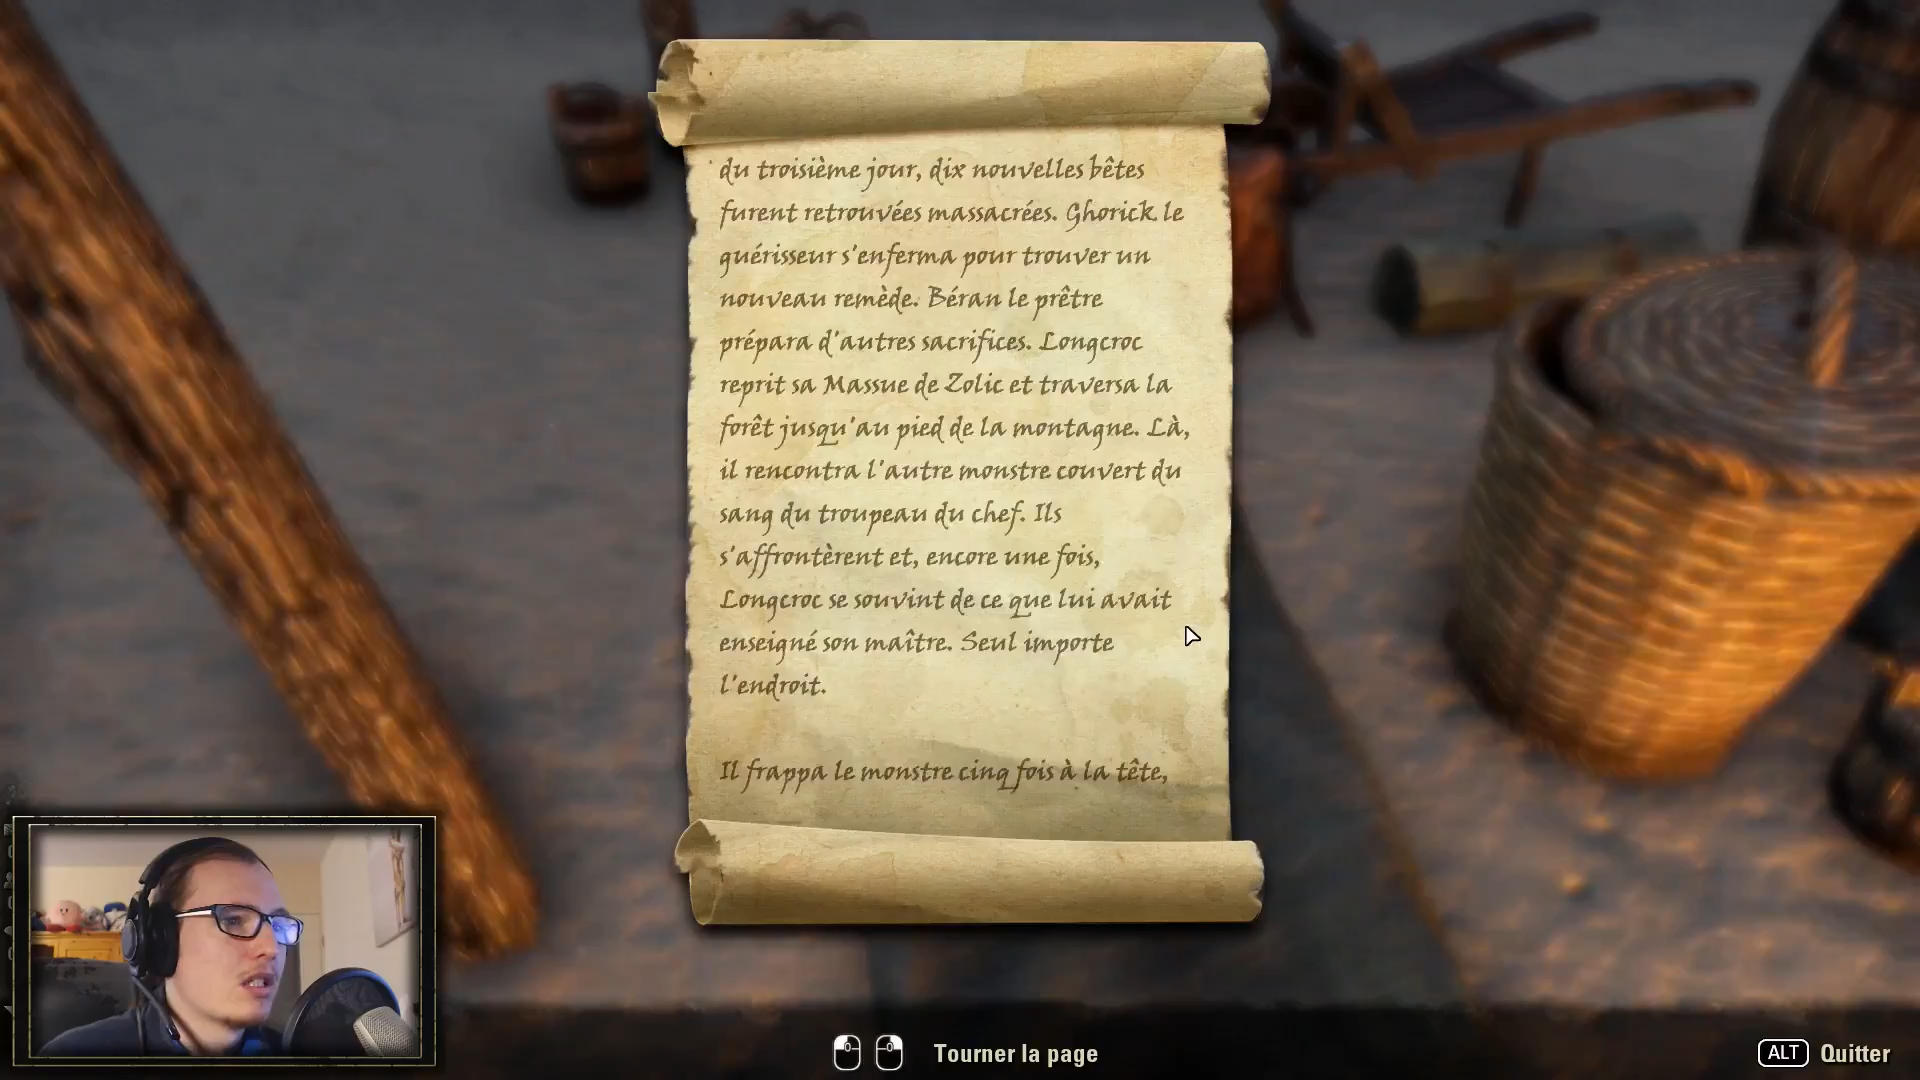 du troisième jour, dix nouvelles bêtes
furent retrouvées massacrées. Ghorick le
guérisseur s'enferma pour trouver un
nouveau remède. Béran le prêtre
prépara d'autres sacrifices. Longcroc
reprit sa Massue de Zolic et traversa la
forêt jusqu'au pied de la montagne. Là,
il rencontra l'autre monstre couvert du
sang du troupeau du chef. Ils
s'affrontèrent et, encore une fois,
Longcroc se souvint de ce que lui avait
enseigné son maître. Seul importe
l'endroit.
Il frappa le monstre cinq fois à la tête,
Tourner la page
ALT Quitter